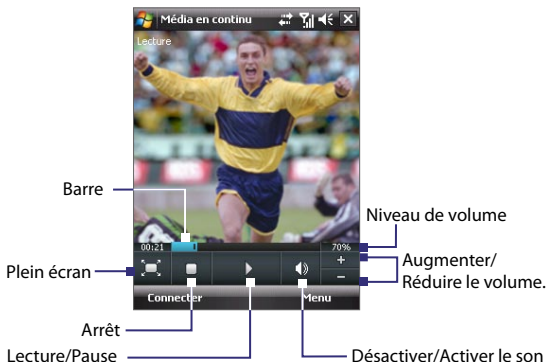 Média en continu
Lecture
Barre
Niveau de volume
00:21
70%
+
Augmenter/
Réduire le volume.
Plein écran
−
Connecter
Menu
Arrêt
Lecture/Pause
Désactiver/Activer le son